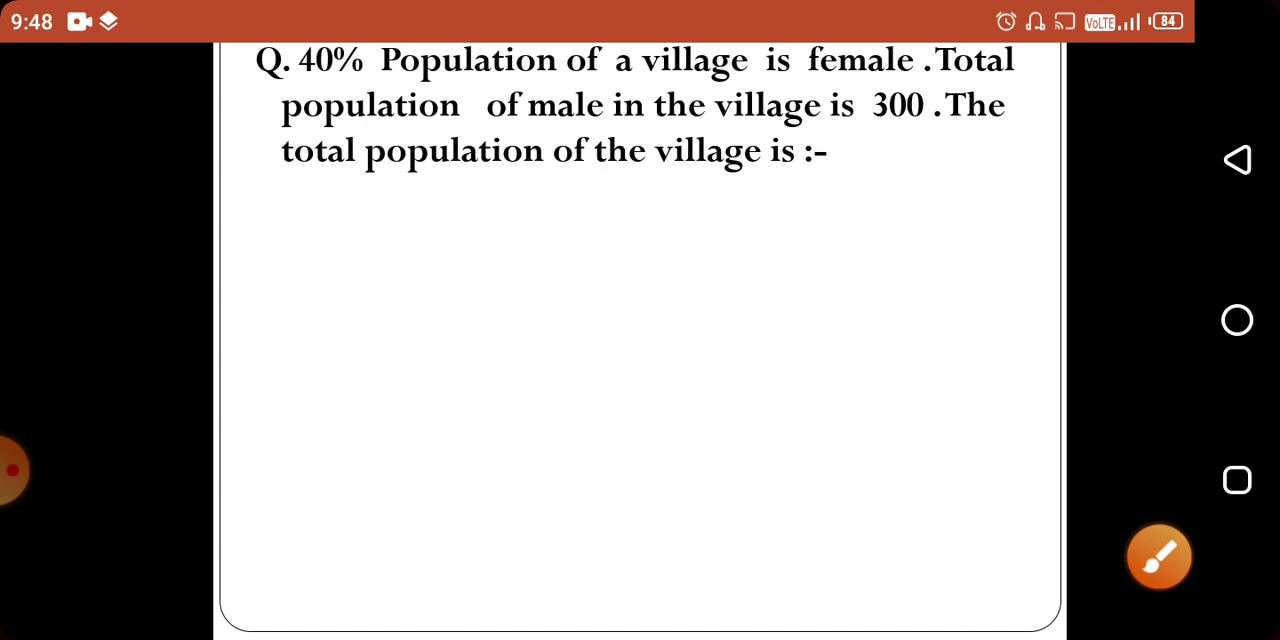 9:48 VoLTE 84
Q. 40% Population of a village is female .Total
population of male in the village is 300 .The
total population of the village is :-